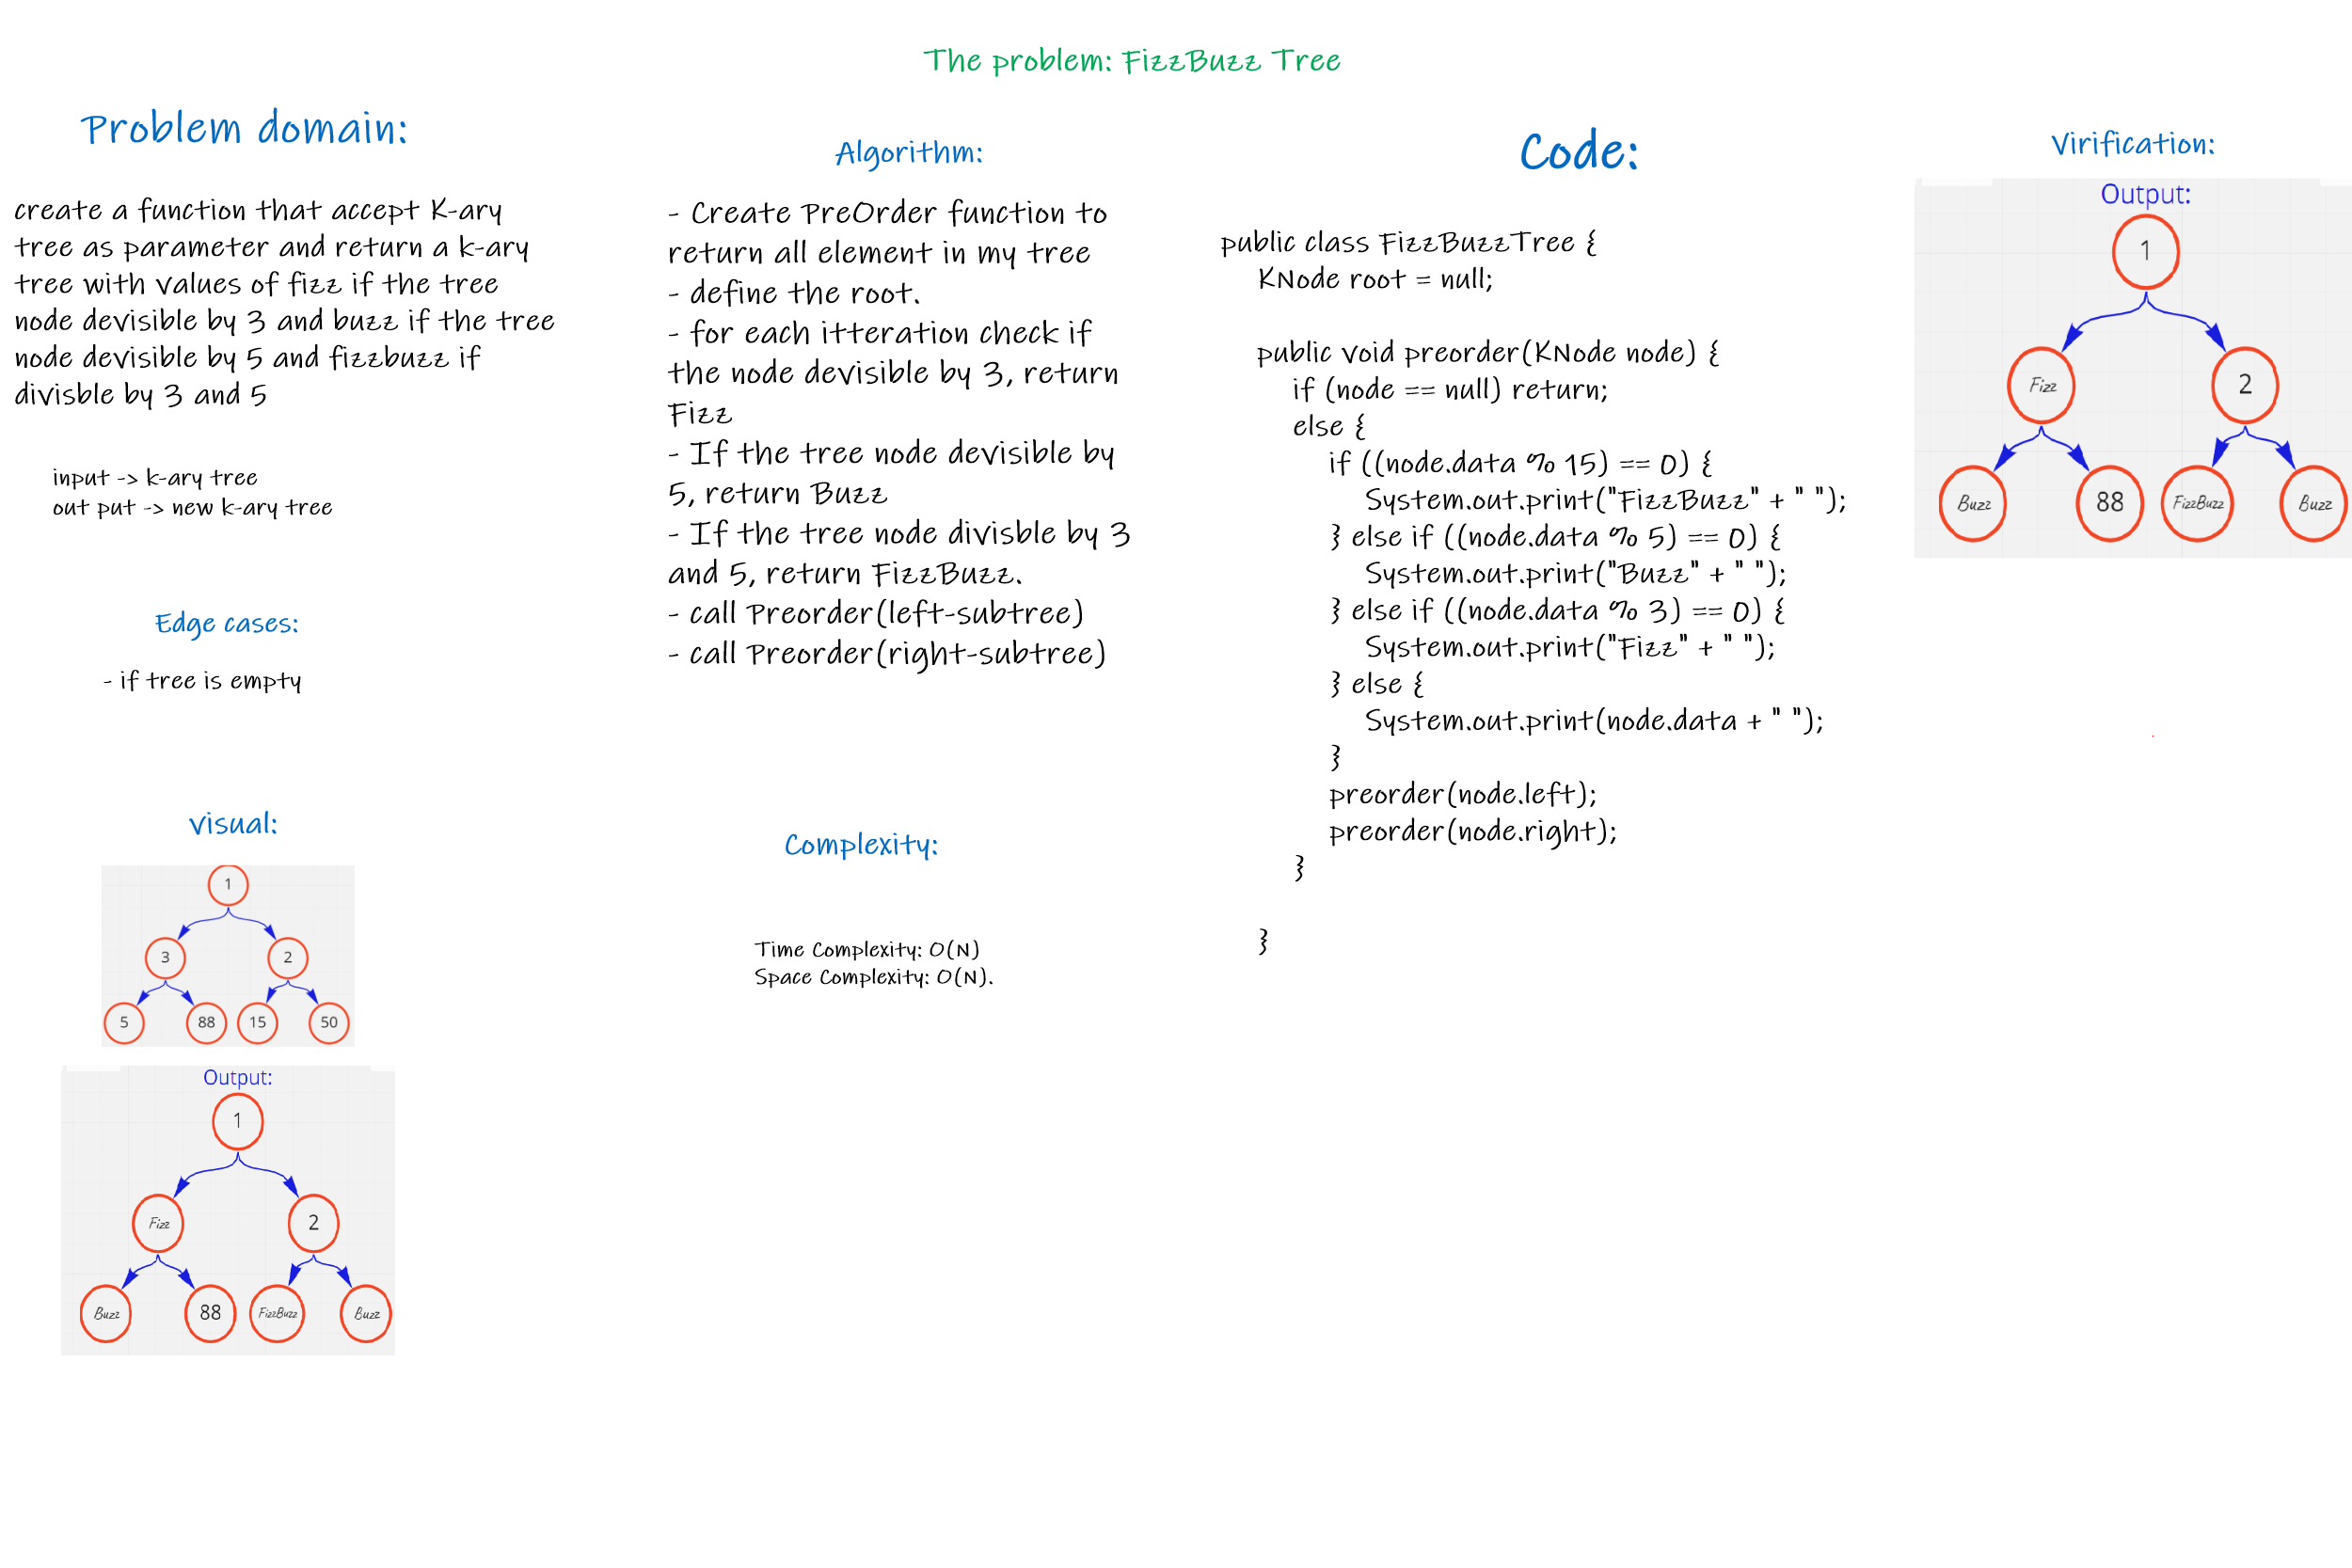 The problem: FizzBuzz Tree
Problem domain:
create a function that accept K-ary
tree as parameter and return a k-ary
tree with values of fizz if the tree
node devisible by 3 and buzz if the tree
node devisible by 5 and fizzbuzz if
divisble by 3 and 5
input -> k-ary tree
out put -> new k-ary tree
Edge cases:
- if tree is empty
visual:
1
3 2
5 88 15 50
Output:
1
Fizz 2
Buzz 88 FizzBuzz Buzz
Algorithm:
- Create PreOrder function to
return all element in my tree
- define the root.
- for each itteration check if
the node devisible by 3, return
Fizz
- If the tree node devisible by
5, return Buzz
- If the tree node divisble by 3
and 5, return FizzBuzz.
- call Preorder(left-subtree)
- call Preorder(right-subtree)
Complexity:
Time Complexity: O(N)
Space Complexity: O(N).
Code:
public class FizzBuzzTree {
KNode root = null;
public void preorder(KNode node) {
if (node == null) return;
else {
if ((node.data % 15) == 0) {
System.out.print("FizzBuzz" + " ");
} else if ((node.data % 5) == 0) {
System.out.print("Buzz" + " ");
} else if ((node.data % 3) == 0) {
System.out.print("Fizz" + " ");
} else {
System.out.print(node.data + " ");
}
preorder(node.left);
preorder(node.right);
}
}
Virification:
Output:
1
Fizz 2
Buzz 88 FizzBuzz Buzz